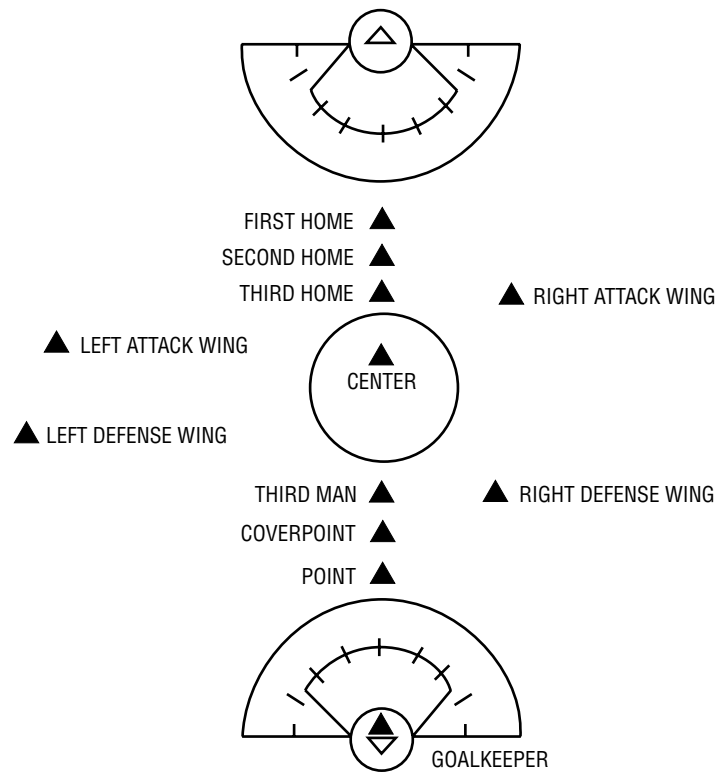 FIRST HOME
SECOND HOME
THIRD HOME
RIGHT ATTACK WING
LEFT ATTACK WING
CENTER
LEFT DEFENSE WING
THIRD MAN
RIGHT DEFENSE WING
COVERPOINT
POINT
GOALKEEPER